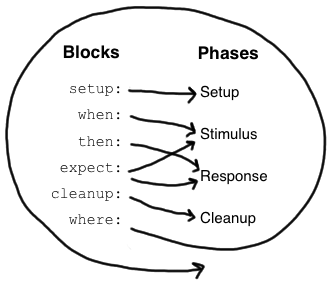 Blocks Phases
setup: Setup
when:
Stimulus
then:
expect: Response
cleanup:
Cleanup
where: